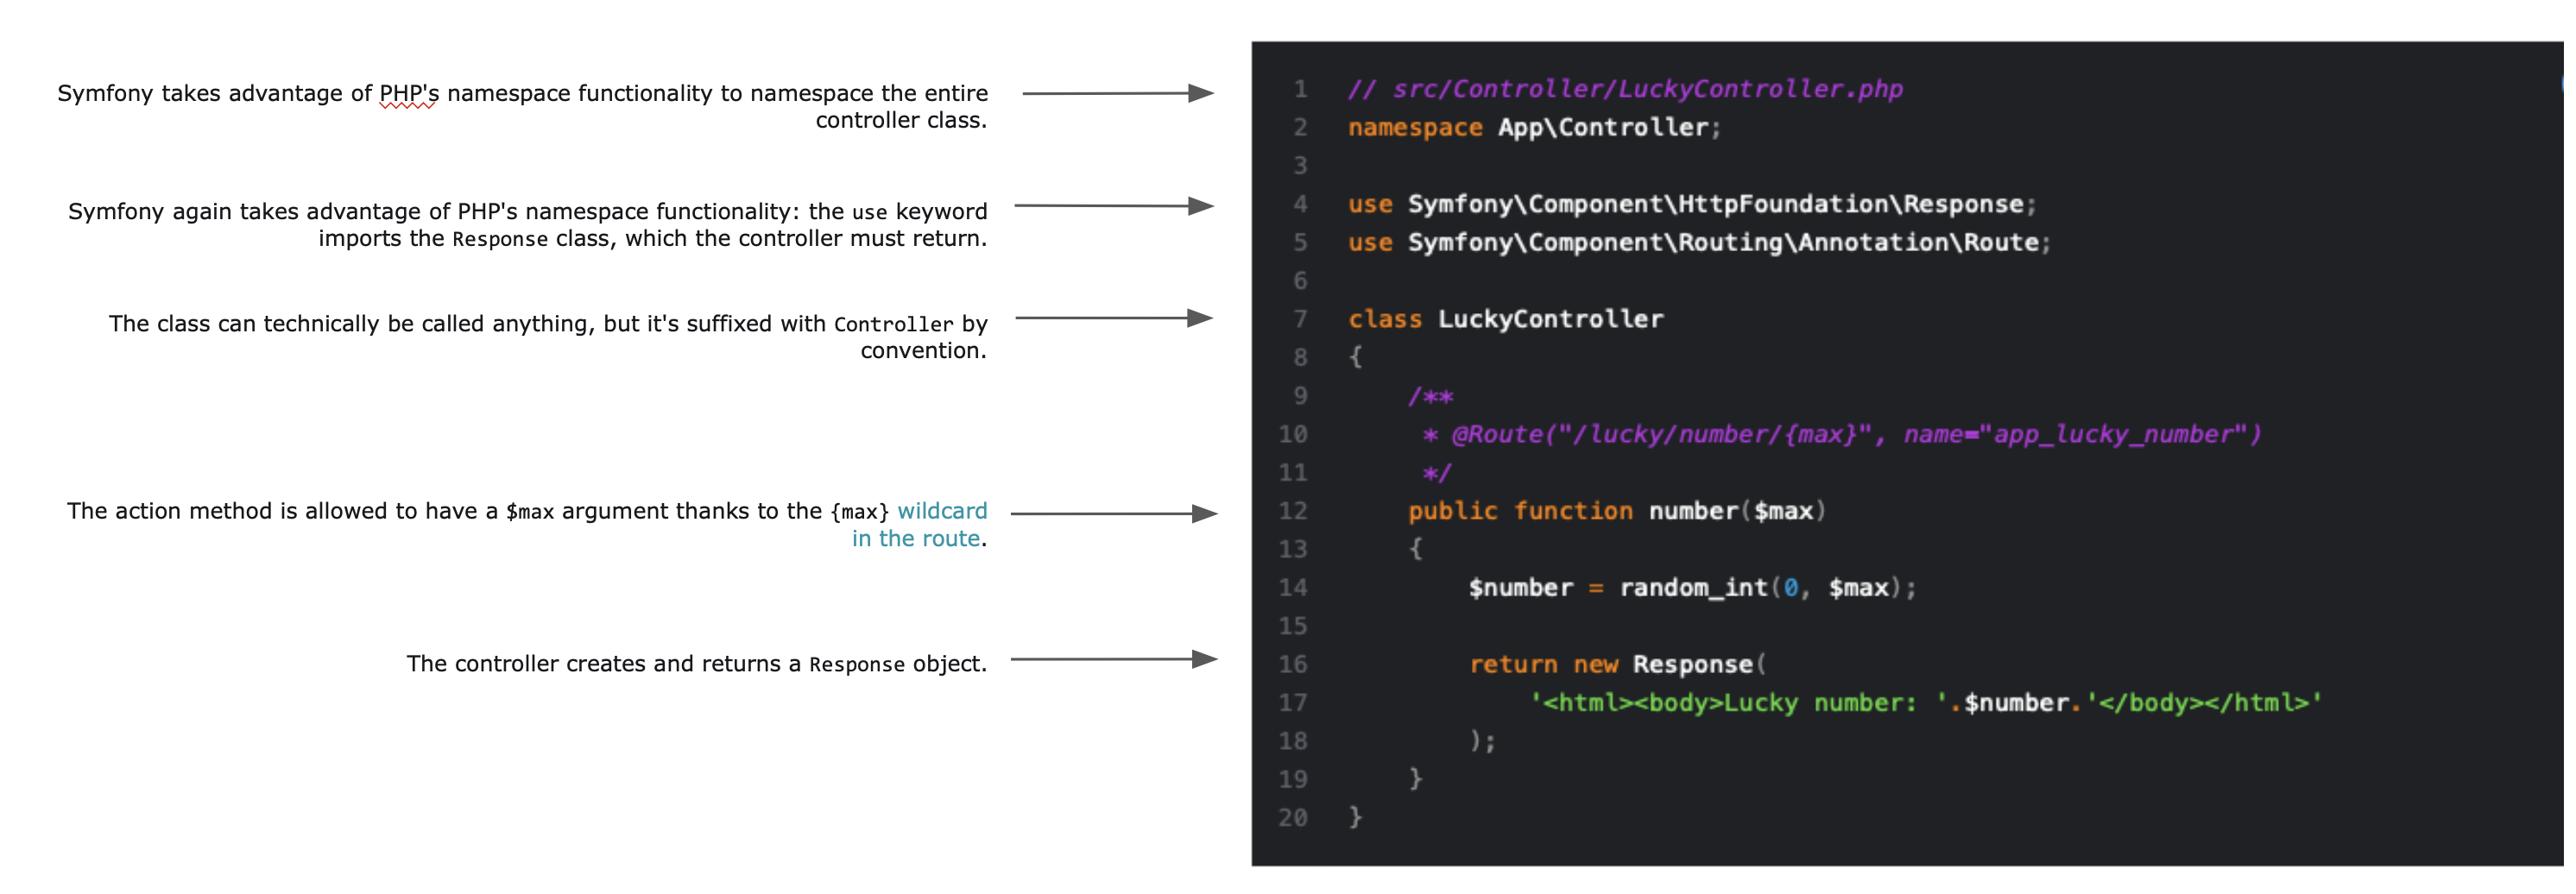 Symfony takes advantage of PHP's namespace functionality to namespace the entire
controller class.
Symfony again takes advantage of PHP's namespace functionality: the use keyword
imports the Response class, which the controller must return.
The class can technically be called anything, but it's suffixed with Controller by
convention.
The action method is allowed to have a $max argument thanks to the {max} wildcard
in the route.
The controller creates and returns a Response object.
1 // src/Controller/LuckyController.php
2 namespace App\Controller;
3
4 use Symfony\Component\HttpFoundation\Response;
5 use Symfony\Component\Routing\Annotation\Route;
6
7 class LuckyController
8 {
9     /**
10      * @Route("/lucky/number/{max}", name="app_lucky_number")
11      */
12     public function number($max)
13     {
14         $number = random_int(0, $max);
15
16         return new Response(
17             '<html><body>Lucky number: '.$number.'</body></html>'
18         );
19     }
20 }